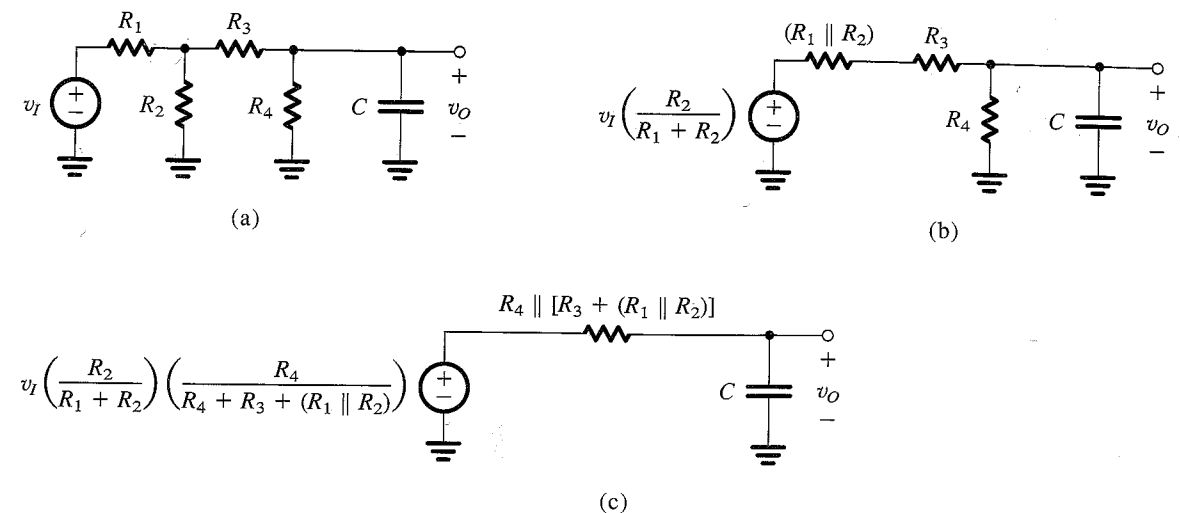 R1 R3
vI + − R2 R4 C + vO −
(a)
(R1 ∥ R2) R3
vI (R2 / (R1 + R2)) + − R4 C + vO −
(b)
R4 ∥ [R3 + (R1 ∥ R2)]
vI (R2 / (R1 + R2)) (R4 / (R4 + R3 + (R1 ∥ R2))) + − C + vO −
(c)